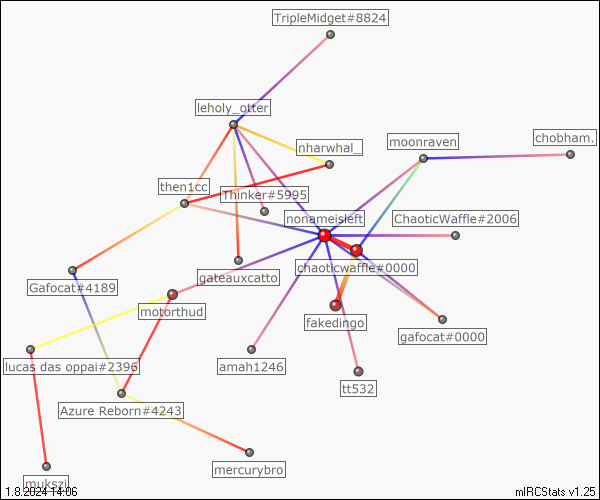 TripleMidget#8824
leholy_otter
moonraven
chobham.
nharwhal_
then1cc
Thinker#5995
nonameisleft
ChaoticWaffle#2006
chaoticwaffle#0000
gateauxcatto
Gafocat#4189
motorthud
fakedingo
gafocat#0000
lucas das oppai#2396
amah1246
tt532
Azure Reborn#4243
mercurybro
mukszi
1.8.2024 14:06
mIRCStats v1.25